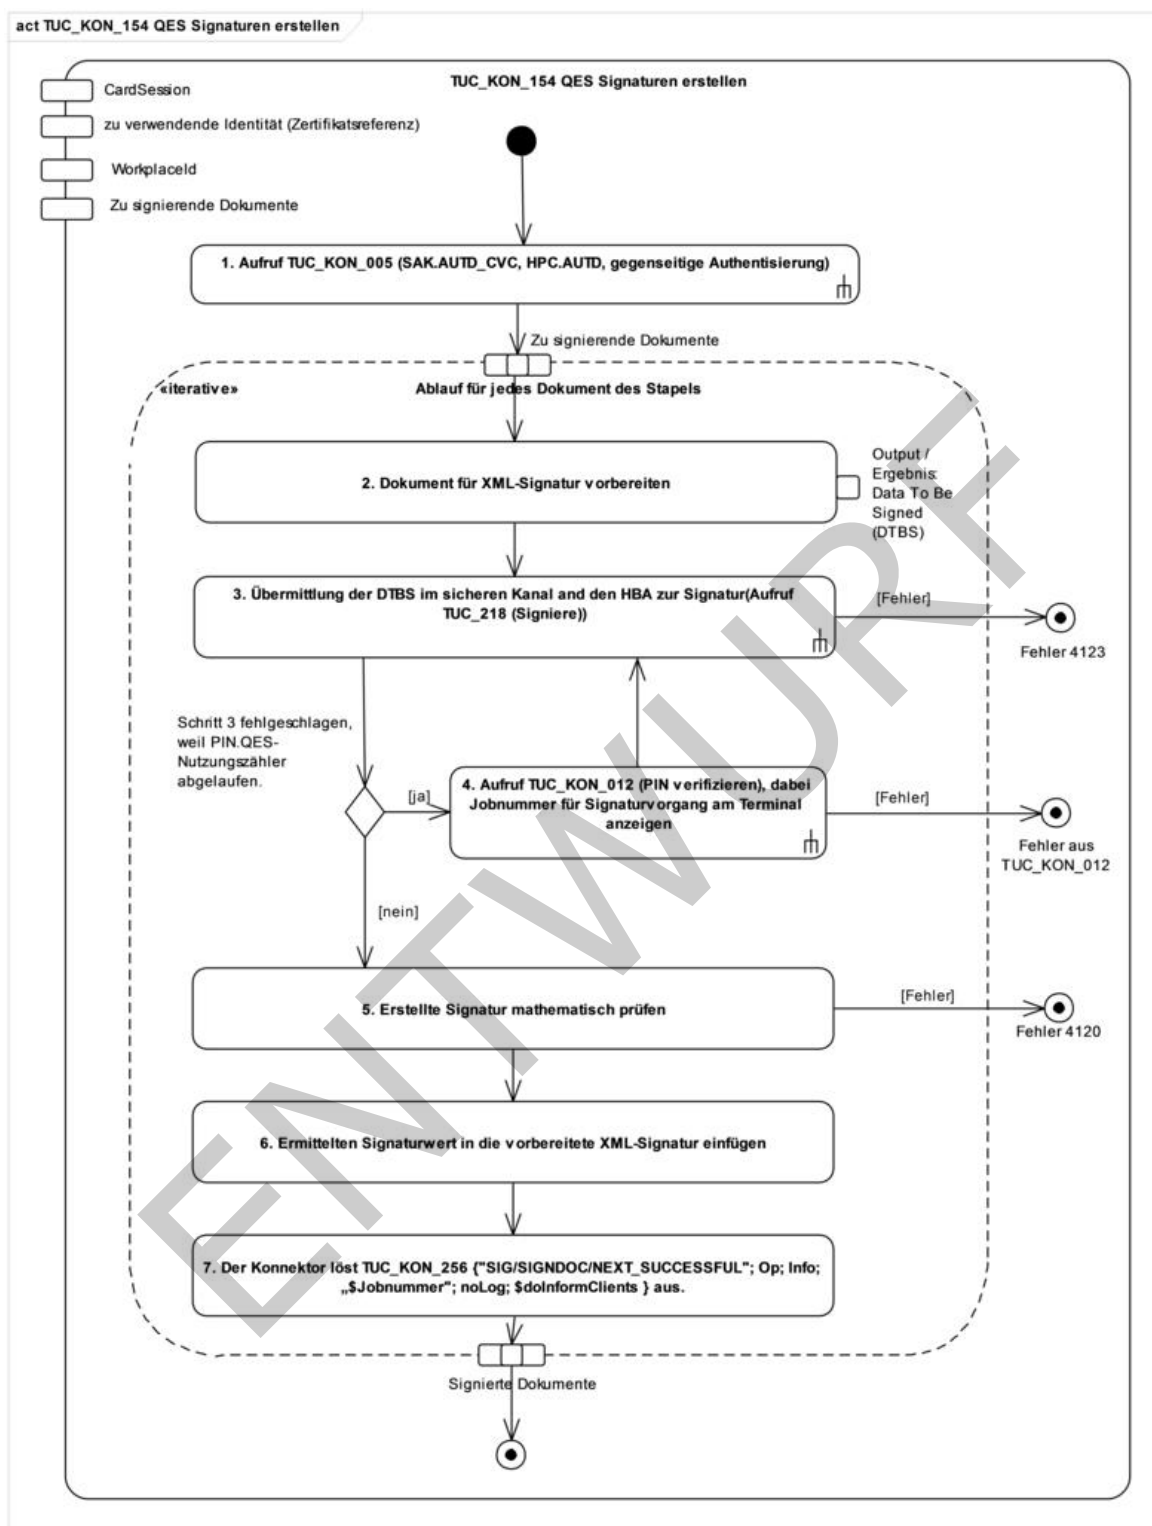 act TUC_KON_154 QES Signaturen erstellen
TUC_KON_154 QES Signaturen erstellen
CardSession
zu verwendende Identität (Zertifikatsreferenz)
WorkplaceId
Zu signierende Dokumente
1. Aufruf TUC_KON_005 (SAK.AUTD_CVC, HPC.AUTD, gegenseitige Authentisierung)
Zu signierende Dokumente
«iterative»
Ablauf für jedes Dokument des Stapels
2. Dokument für XML-Signatur vorbereiten
Output /
Ergebnis:
Data To Be
Signed
(DTBS)
3. Übermittlung der DTBS im sicheren Kanal and den HBA zur Signatur(Aufruf
TUC_218 (Signiere))
[Fehler]
Fehler 4123
Schritt 3 fehlgeschlagen,
weil PIN.QES-
Nutzungszähler
abgelaufen.
[ja]
4. Aufruf TUC_KON_012 (PIN verifizieren), dabei
Jobnummer für Signaturvorgang am Terminal
anzeigen
[Fehler]
Fehler aus
TUC_KON_012
[nein]
5. Erstellte Signatur mathematisch prüfen
[Fehler]
Fehler 4120
6. Ermittelten Signaturwert in die vorbereitete XML-Signatur einfügen
7. Der Konnektor löst TUC_KON_256 {"SIG/SIGNDOC/NEXT_SUCCESSFUL"; Op; Info;
„$Jobnummer"; noLog; $doInformClients } aus.
Signierte Dokumente
ENTWURF